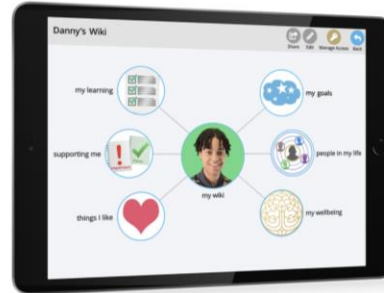 Danny's Wiki
Share Edit Manage Access Back
my learning
my goals
supporting me
people in my life
my wiki
things I like
my wellbeing